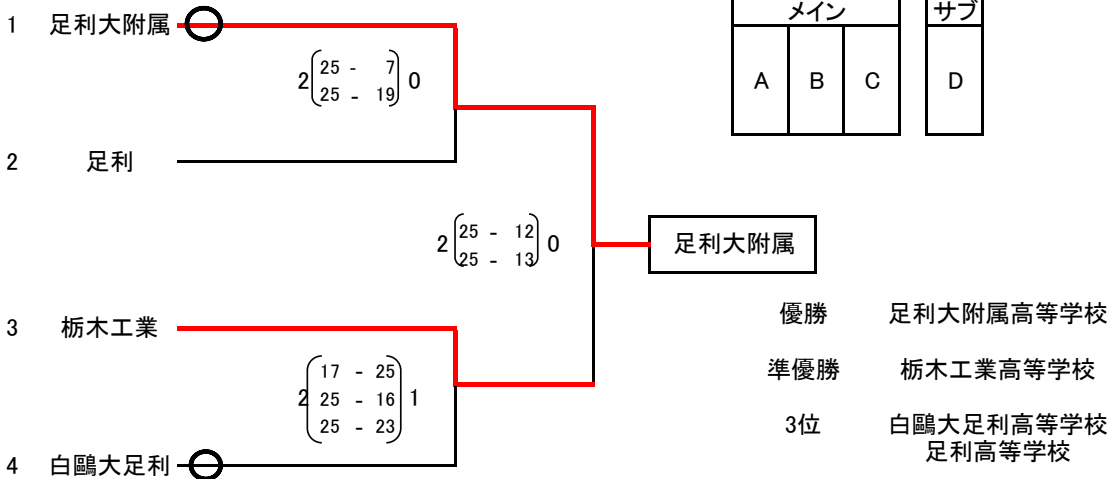 メイン サブ
A B C D
1 足利大附属
2 ( 25 - 7 ) 0
25 - 19
2 足利
2 ( 25 - 12 ) 0
25 - 13
足利大附属
3 栃木工業
2 ( 17 - 25 ) 1
25 - 16
25 - 23
4 白鷗大足利
優勝 足利大附属高等学校
準優勝 栃木工業高等学校
3位 白鷗大足利高等学校
足利高等学校